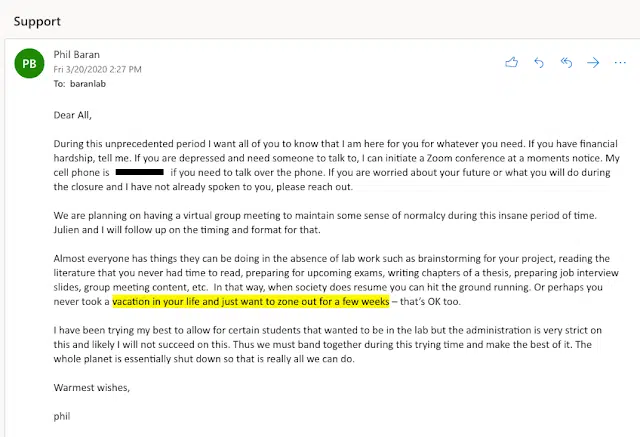 Support
PB
Phil Baran
Fri 3/20/2020 2:27 PM
To: baranlab
Dear All,
During this unprecedented period I want all of you to know that I am here for you for whatever you need. If you have financial
hardship, tell me. If you are depressed and need someone to talk to, I can initiate a Zoom conference at a moments notice. My
cell phone is if you need to talk over the phone. If you are worried about your future or what you will do during
the closure and I have not already spoken to you, please reach out.
We are planning on having a virtual group meeting to maintain some sense of normalcy during this insane period of time.
Julien and I will follow up on the timing and format for that.
Almost everyone has things they can be doing in the absence of lab work such as brainstorming for your project, reading the
literature that you never had time to read, preparing for upcoming exams, writing chapters of a thesis, preparing job interview
slides, group meeting content, etc. In that way, when society does resume you can hit the ground running. Or perhaps you
never took a vacation in your life and just want to zone out for a few weeks – that's OK too.
I have been trying my best to allow for certain students that wanted to be in the lab but the administration is very strict on
this and likely I will not succeed on this. Thus we must band together during this trying time and make the best of it. The
whole planet is essentially shut down so that is really all we can do.
Warmest wishes,
phil